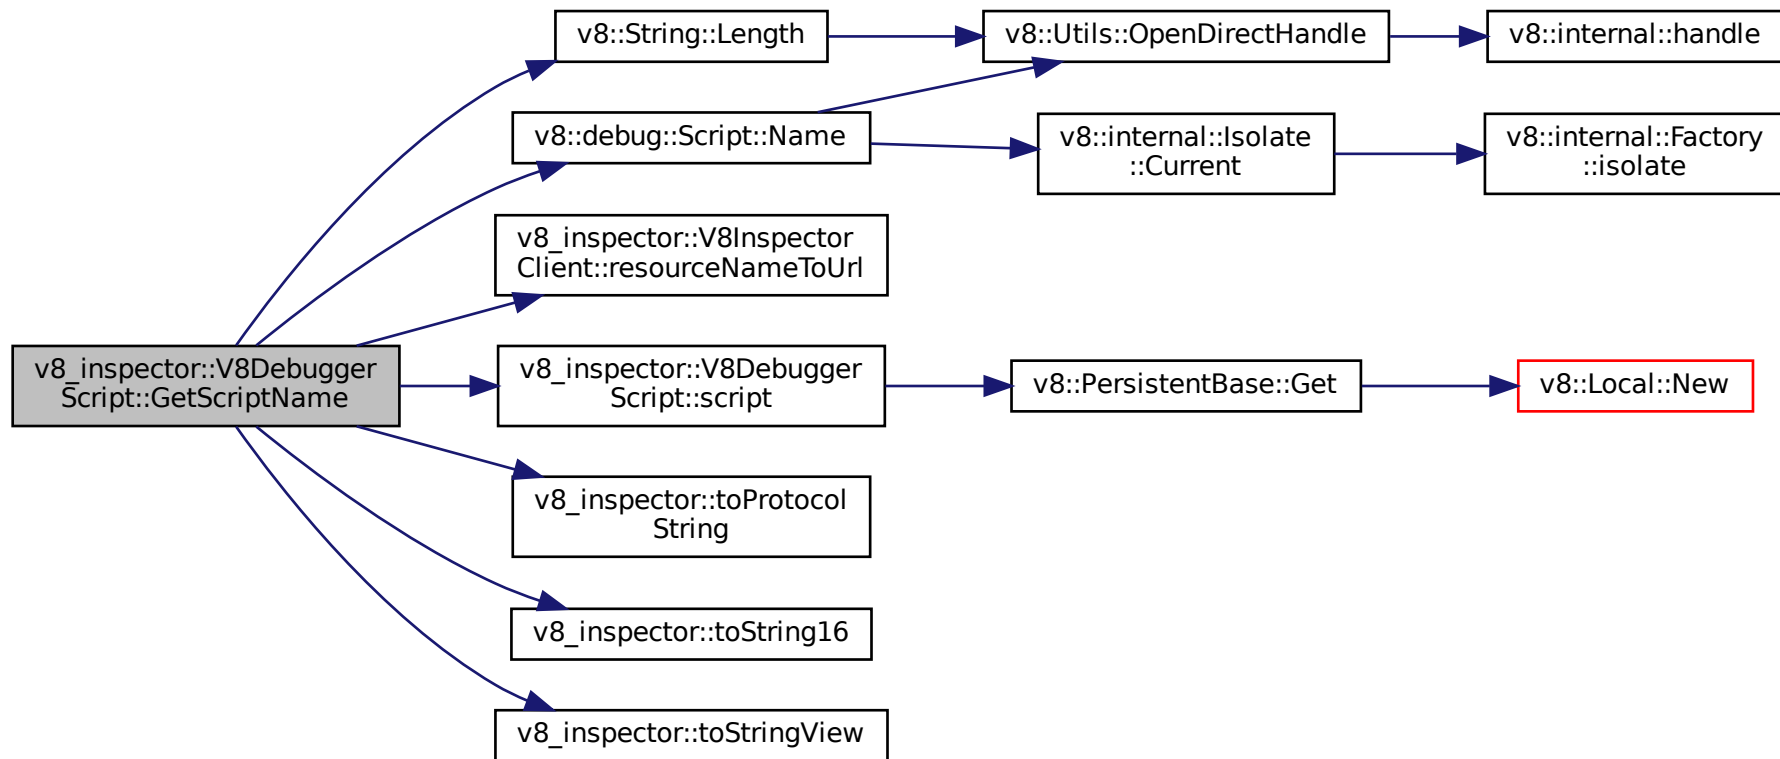 v8::String::Length
v8::Utils::OpenDirectHandle
v8::internal::handle
v8::debug::Script::Name
v8::internal::Isolate
::Current
v8::internal::Factory
::isolate
v8_inspector::V8Inspector
Client::resourceNameToUrl
v8_inspector::V8Debugger
Script::GetScriptName
v8_inspector::V8Debugger
Script::script
v8::PersistentBase::Get
v8::Local::New
v8_inspector::toProtocol
String
v8_inspector::toString16
v8_inspector::toStringView